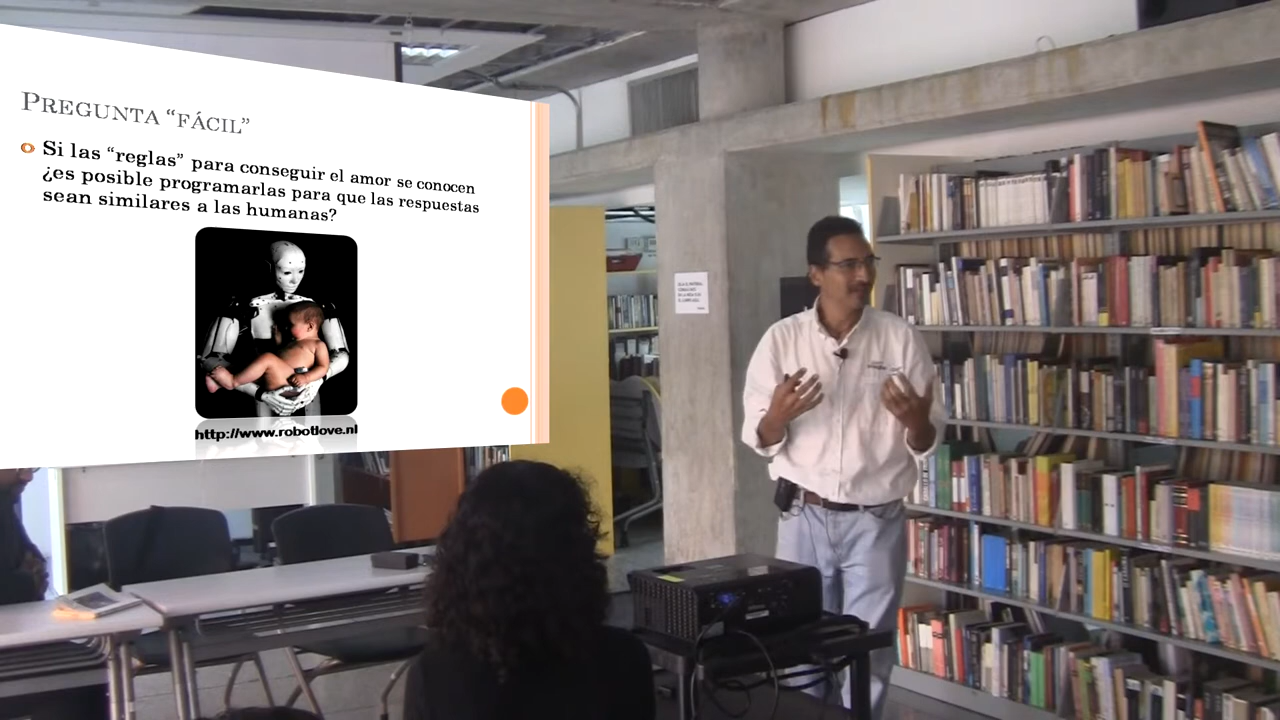 PREGUNTA “FÁCIL”
Si las “reglas” para conseguir el amor se conocen
¿es posible programarlas para que las respuestas
sean similares a las humanas?
http://www.robotlove.nl